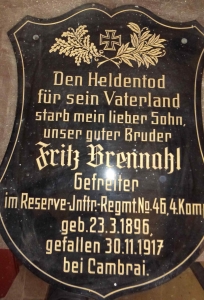 Den Heldentod
für sein Vaterland
starb mein lieber Sohn,
unser guter Bruder
Fritz Brennahl
Gefreiter
im Reserve-Jnftr.-Regmt.No.46,4.Komp.
geb. 23.3.1896,
gefallen 30.11.1917
bei Cambrai.